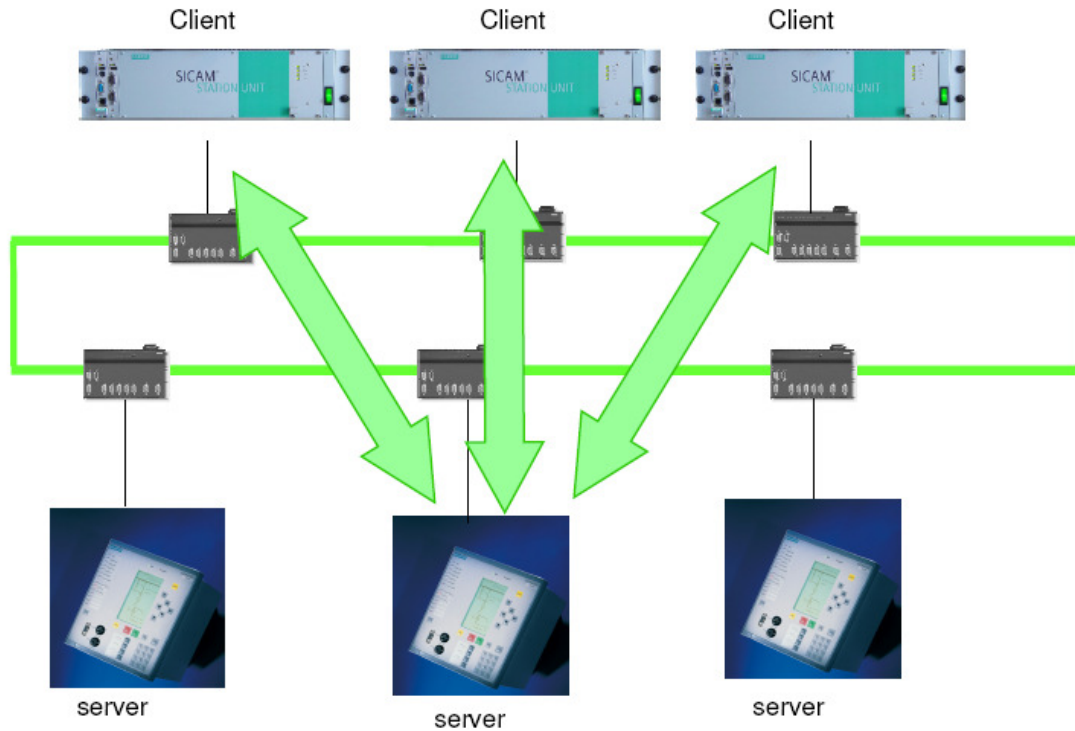 Client
Client
Client
SICAM
STATION UNIT
SICAM
STATION UNIT
SICAM
STATION UNIT
server
server
server